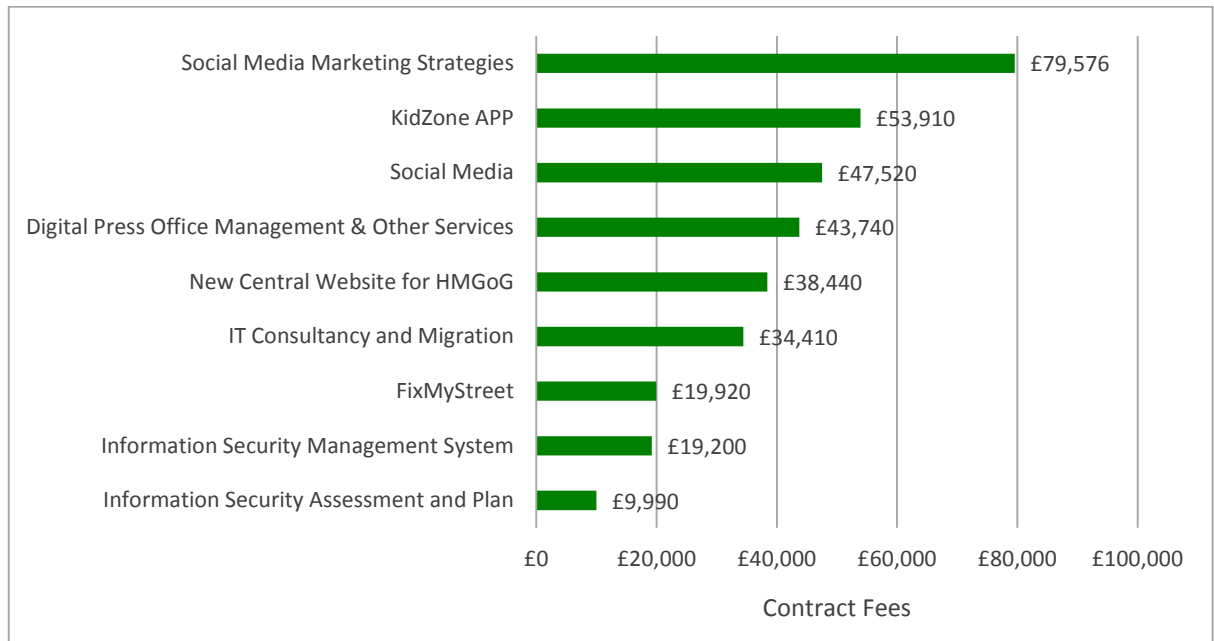 Social Media Marketing Strategies £79,576
KidZone APP £53,910
Social Media £47,520
Digital Press Office Management & Other Services £43,740
New Central Website for HMGoG £38,440
IT Consultancy and Migration £34,410
FixMyStreet £19,920
Information Security Management System £19,200
Information Security Assessment and Plan £9,990
£0 £20,000 £40,000 £60,000 £80,000 £100,000
Contract Fees